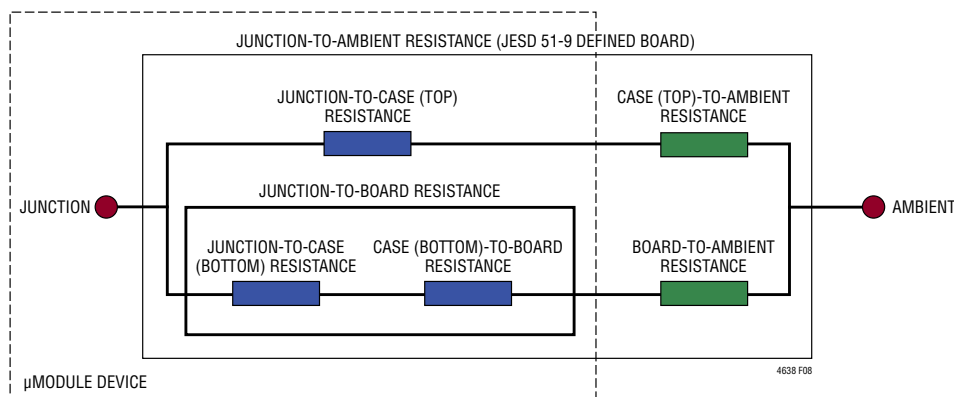 JUNCTION-TO-AMBIENT RESISTANCE (JESD 51-9 DEFINED BOARD)
JUNCTION-TO-CASE (TOP)
RESISTANCE
CASE (TOP)-TO-AMBIENT
RESISTANCE
JUNCTION-TO-BOARD RESISTANCE
JUNCTION
AMBIENT
JUNCTION-TO-CASE
(BOTTOM) RESISTANCE
CASE (BOTTOM)-TO-BOARD
RESISTANCE
BOARD-TO-AMBIENT
RESISTANCE
4638 F08
µMODULE DEVICE